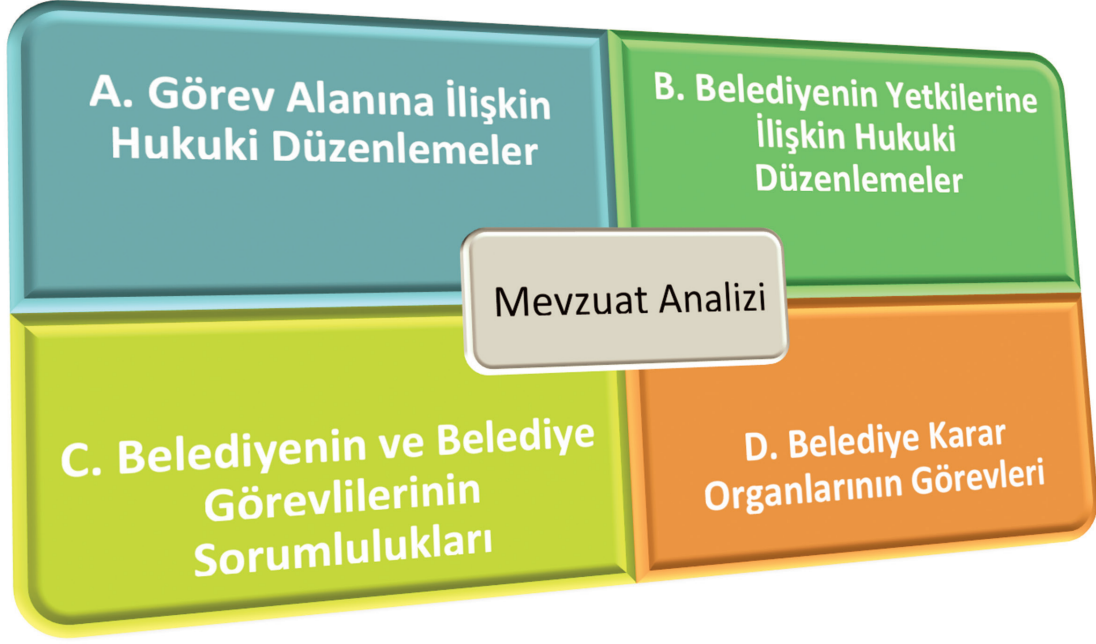 A. Görev Alanına İlişkin
Hukuki Düzenlemeler
B. Belediyenin Yetkilerine
İlişkin Hukuki
Düzenlemeler
Mevzuat Analizi
C. Belediyenin ve Belediye
Görevlilerinin
Sorumlulukları
D. Belediye Karar
Organlarının Görevleri